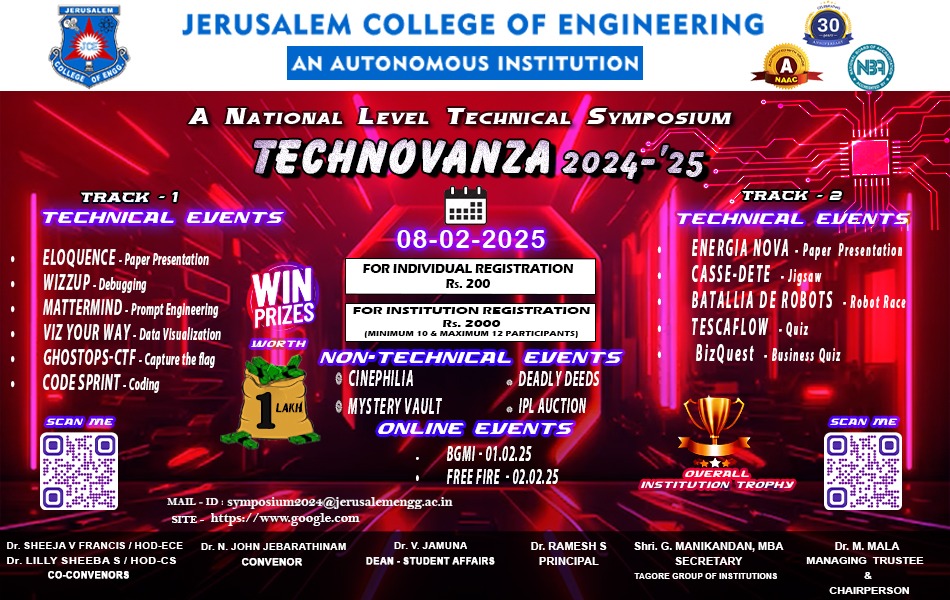 JERUSALEM
JCE
COLLEGE OF ENGG.
JERUSALEM COLLEGE OF ENGINEERING
AN AUTONOMOUS INSTITUTION
CELEBRATING
30
YEARS
ANNIVERSARY
A
NAAC
NBA
A National Level Technical Symposium
TECHNOVANZA 2024-'25
TRACK - 1
TECHNICAL EVENTS
• ELOQUENCE - Paper Presentation
• WIZZUP - Debugging
• MATTERMIND - Prompt Engineering
• VIZ YOUR WAY - Data Visualization
• GHOSTOPS-CTF - Capture the flag
• CODE SPRINT - Coding
SCAN ME
WIN
PRIZES
WORTH
1 LAKH
08-02-2025
FOR INDIVIDUAL REGISTRATION
Rs. 200
FOR INSTITUTION REGISTRATION
Rs. 2000
(MINIMUM 10 & MAXIMUM 12 PARTICIPANTS)
NON-TECHNICAL EVENTS
CINEPHILIA
DEADLY DEEDS
MYSTERY VAULT
IPL AUCTION
ONLINE EVENTS
• BGMI - 01.02.25
• FREE FIRE - 02.02.25
TRACK - 2
TECHNICAL EVENTS
• ENERGIA NOVA - Paper Presentation
• CASSE-DETE - Jigsaw
• BATALLIA DE ROBOTS - Robot Race
• TESCAFLOW - Quiz
• BizQuest - Business Quiz
OVERALL
INSTITUTION TROPHY
SCAN ME
MAIL - ID : symposium2024@jerusalemengg.ac.in
SITE - https://www.google.com
Dr. SHEEJA V FRANCIS / HOD-ECE
Dr. LILLY SHEEBA S / HOD-CS
CO-CONVENORS
Dr. N. JOHN JEBARATHINAM
CONVENOR
Dr. V. JAMUNA
DEAN - STUDENT AFFAIRS
Dr. RAMESH S
PRINCIPAL
Shri. G. MANIKANDAN, MBA
SECRETARY
TAGORE GROUP OF INSTITUTIONS
Dr. M. MALA
MANAGING TRUSTEE
&
CHAIRPERSON